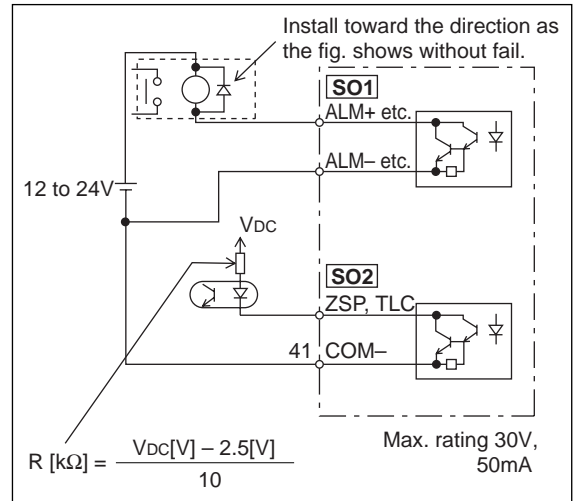 Install toward the direction as
the fig. shows without fail.
SO1
ALM+ etc.
ALM– etc.
12 to 24V
VDC
SO2
ZSP, TLC
41 COM–
Max. rating 30V,
50mA
R [kΩ] = VDC[V] – 2.5[V]
10